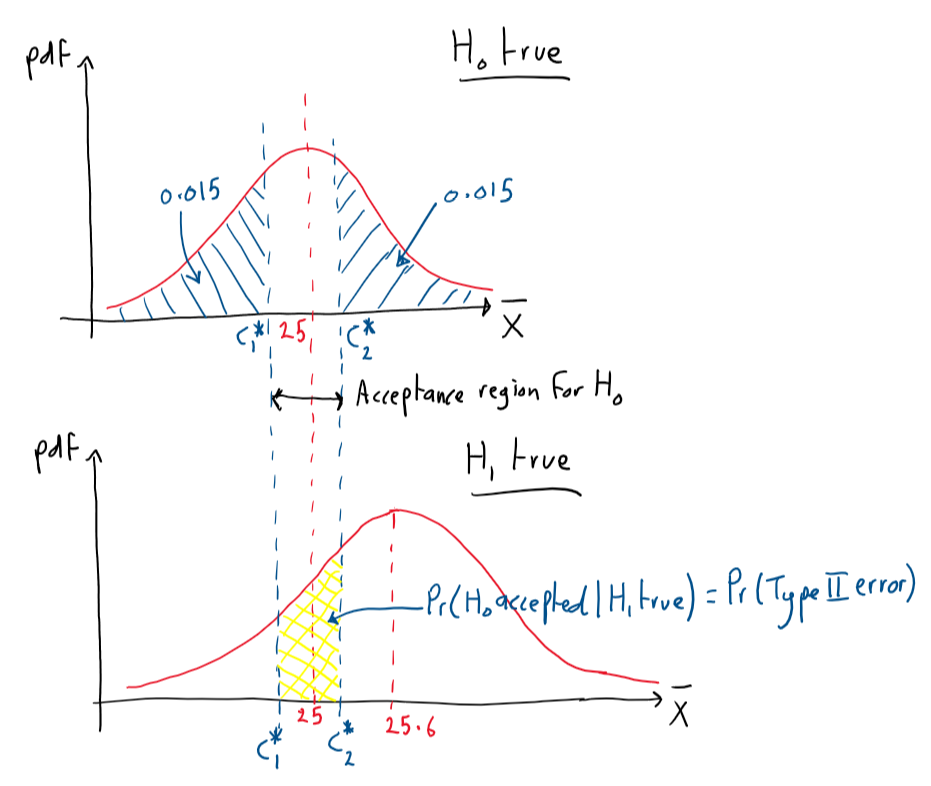 pdf
H₀ true
0.015
0.015
C₁* 25 C₂*
X̄
Acceptance region for H₀
pdf
H₁ true
Pr(H₀ accepted | H₁ true) = Pr(Type II error)
25
25.6
X̄
C₁*
C₂*